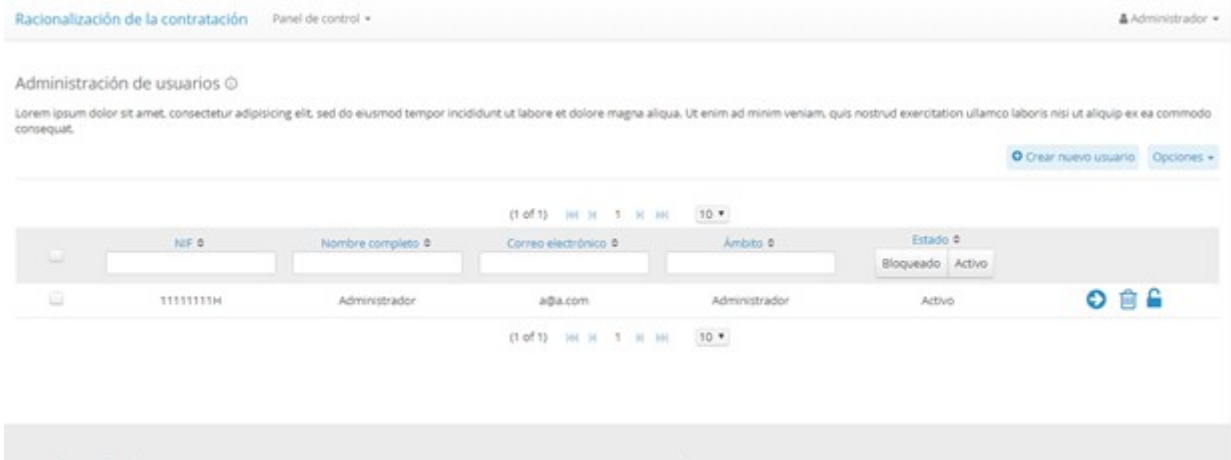 Racionalización de la contratación Panel de control Administrador
Administración de usuarios
Lorem ipsum dolor sit amet, consectetur adipisicing elit, sed do eiusmod tempor incididunt ut labore et dolore magna aliqua. Ut enim ad minim veniam, quis nostrud exercitation ullamco laboris nisi ut aliquip ex ea commodo
consequat.
Crear nuevo usuario Opciones
(1 of 1) 1 10
NIF Nombre completo Correo electrónico Ámbito Estado
Bloqueado Activo
11111111H Administrador a@a.com Administrador Activo
(1 of 1) 1 10